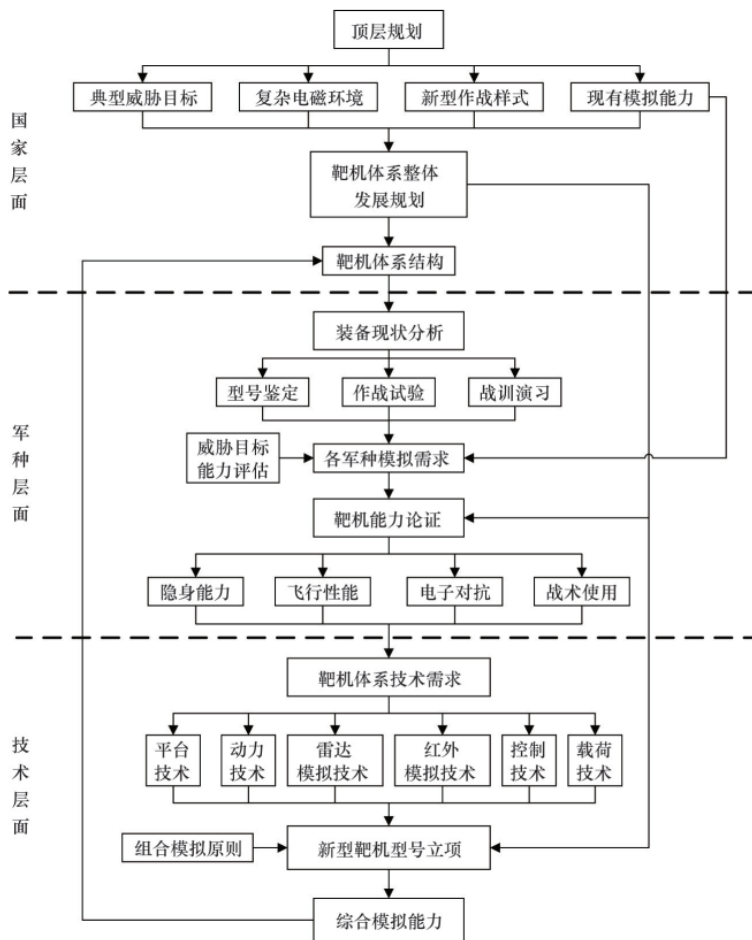 顶层规划
典型威胁目标
复杂电磁环境
新型作战样式
现有模拟能力
国家层面
靶机体系整体
发展规划
靶机体系结构
装备现状分析
型号鉴定
作战试验
战训演习
军种层面
威胁目标
能力评估
各军种模拟需求
靶机能力论证
隐身能力
飞行性能
电子对抗
战术使用
靶机体系技术需求
技术层面
平台
技术
动力
技术
雷达
模拟技术
红外
模拟技术
控制
技术
载荷
技术
组合模拟原则
新型靶机型号立项
综合模拟能力